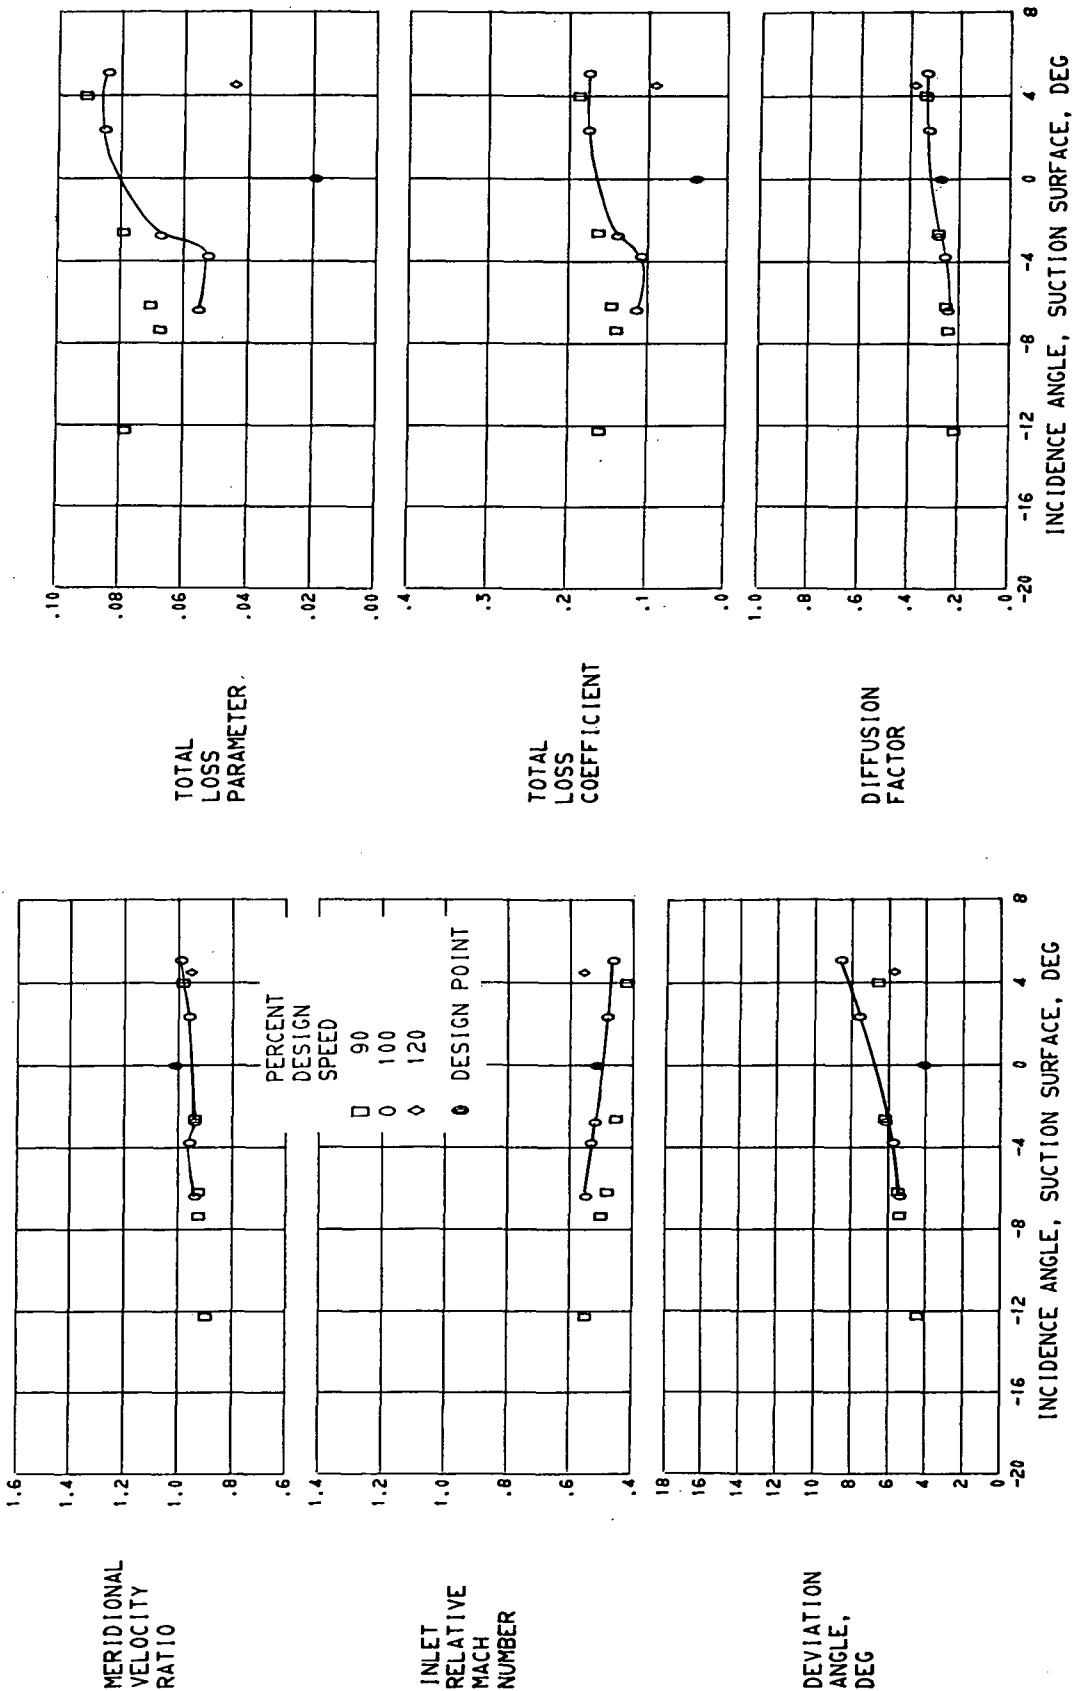 MERIDIONAL
VELOCITY
RATIO
1.6
1.4
1.2
1.0
.8
.6
PERCENT
DESIGN
SPEED
90
100
120
DESIGN POINT
INLET
RELATIVE
MACH
NUMBER
1.4
1.2
1.0
.8
.6
.4
DEVIATION
ANGLE,
DEG
18
16
14
12
10
8
6
4
2
0
-20 -16 -12 -8 -4 0 4 8
INCIDENCE ANGLE, SUCTION SURFACE, DEG
TOTAL
LOSS
PARAMETER
.10
.08
.06
.04
.02
.00
TOTAL
LOSS
COEFFICIENT
.4
.3
.2
.1
.0
DIFFUSION
FACTOR
1.0
.8
.6
.4
.2
.0
-20 -16 -12 -8 -4 0 4 8
INCIDENCE ANGLE, SUCTION SURFACE, DEG